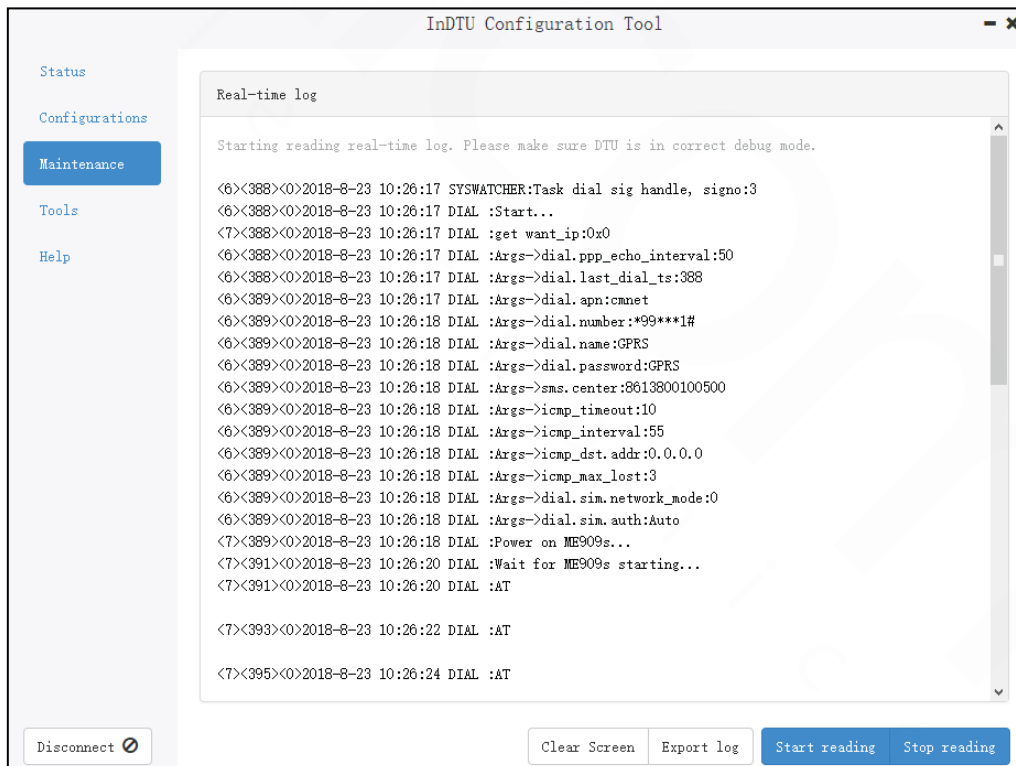 InDTU Configuration Tool
Status
Configurations
Maintenance
Tools
Help
Real-time log
Starting reading real-time log. Please make sure DTU is in correct debug mode.
<6><388><0>2018-8-23 10:26:17 SYSWATCHER:Task dial sig handle, signo:3
<6><388><0>2018-8-23 10:26:17 DIAL :Start...
<7><388><0>2018-8-23 10:26:17 DIAL :get want_ip:0x0
<6><388><0>2018-8-23 10:26:17 DIAL :Args->dial.ppp_echo_interval:50
<6><388><0>2018-8-23 10:26:17 DIAL :Args->dial.last_dial_ts:388
<6><389><0>2018-8-23 10:26:17 DIAL :Args->dial.apn:cmnet
<6><389><0>2018-8-23 10:26:18 DIAL :Args->dial.number:*99***1#
<6><389><0>2018-8-23 10:26:18 DIAL :Args->dial.name:GPRS
<6><389><0>2018-8-23 10:26:18 DIAL :Args->dial.password:GPRS
<6><389><0>2018-8-23 10:26:18 DIAL :Args->sms.center:8613800100500
<6><389><0>2018-8-23 10:26:18 DIAL :Args->icmp_timeout:10
<6><389><0>2018-8-23 10:26:18 DIAL :Args->icmp_interval:55
<6><389><0>2018-8-23 10:26:18 DIAL :Args->icmp_dst.addr:0.0.0.0
<6><389><0>2018-8-23 10:26:18 DIAL :Args->icmp_max_lost:3
<6><389><0>2018-8-23 10:26:18 DIAL :Args->dial.sim.network_mode:0
<6><389><0>2018-8-23 10:26:18 DIAL :Args->dial.sim.auth:Auto
<7><389><0>2018-8-23 10:26:18 DIAL :Power on ME909s...
<7><391><0>2018-8-23 10:26:20 DIAL :Wait for ME909s starting...
<7><391><0>2018-8-23 10:26:20 DIAL :AT
<7><393><0>2018-8-23 10:26:22 DIAL :AT
<7><395><0>2018-8-23 10:26:24 DIAL :AT
Disconnect
Clear Screen
Export log
Start reading
Stop reading